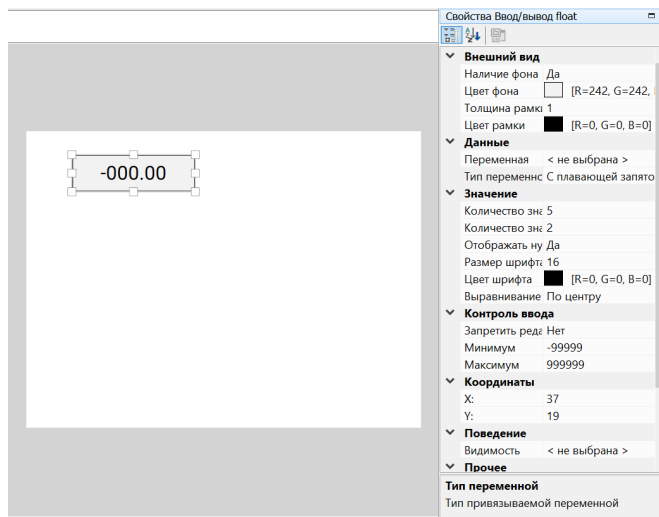 Свойства Ввод/вывод float
Внешний вид
Наличие фона Да
Цвет фона [R=242, G=242,
Толщина рамки 1
Цвет рамки [R=0, G=0, B=0]
Данные
Переменная < не выбрана >
Тип переменнс С плавающей запято
Значение
Количество зна 5
Количество зна 2
Отображать ну Да
Размер шрифта 16
Цвет шрифта [R=0, G=0, B=0]
Выравнивание По центру
Контроль ввода
Запретить реда Нет
Минимум -99999
Максимум 999999
Координаты
X: 37
Y: 19
Поведение
Видимость < не выбрана >
Прочее
Тип переменной
Тип привязываемой переменной
-000.00